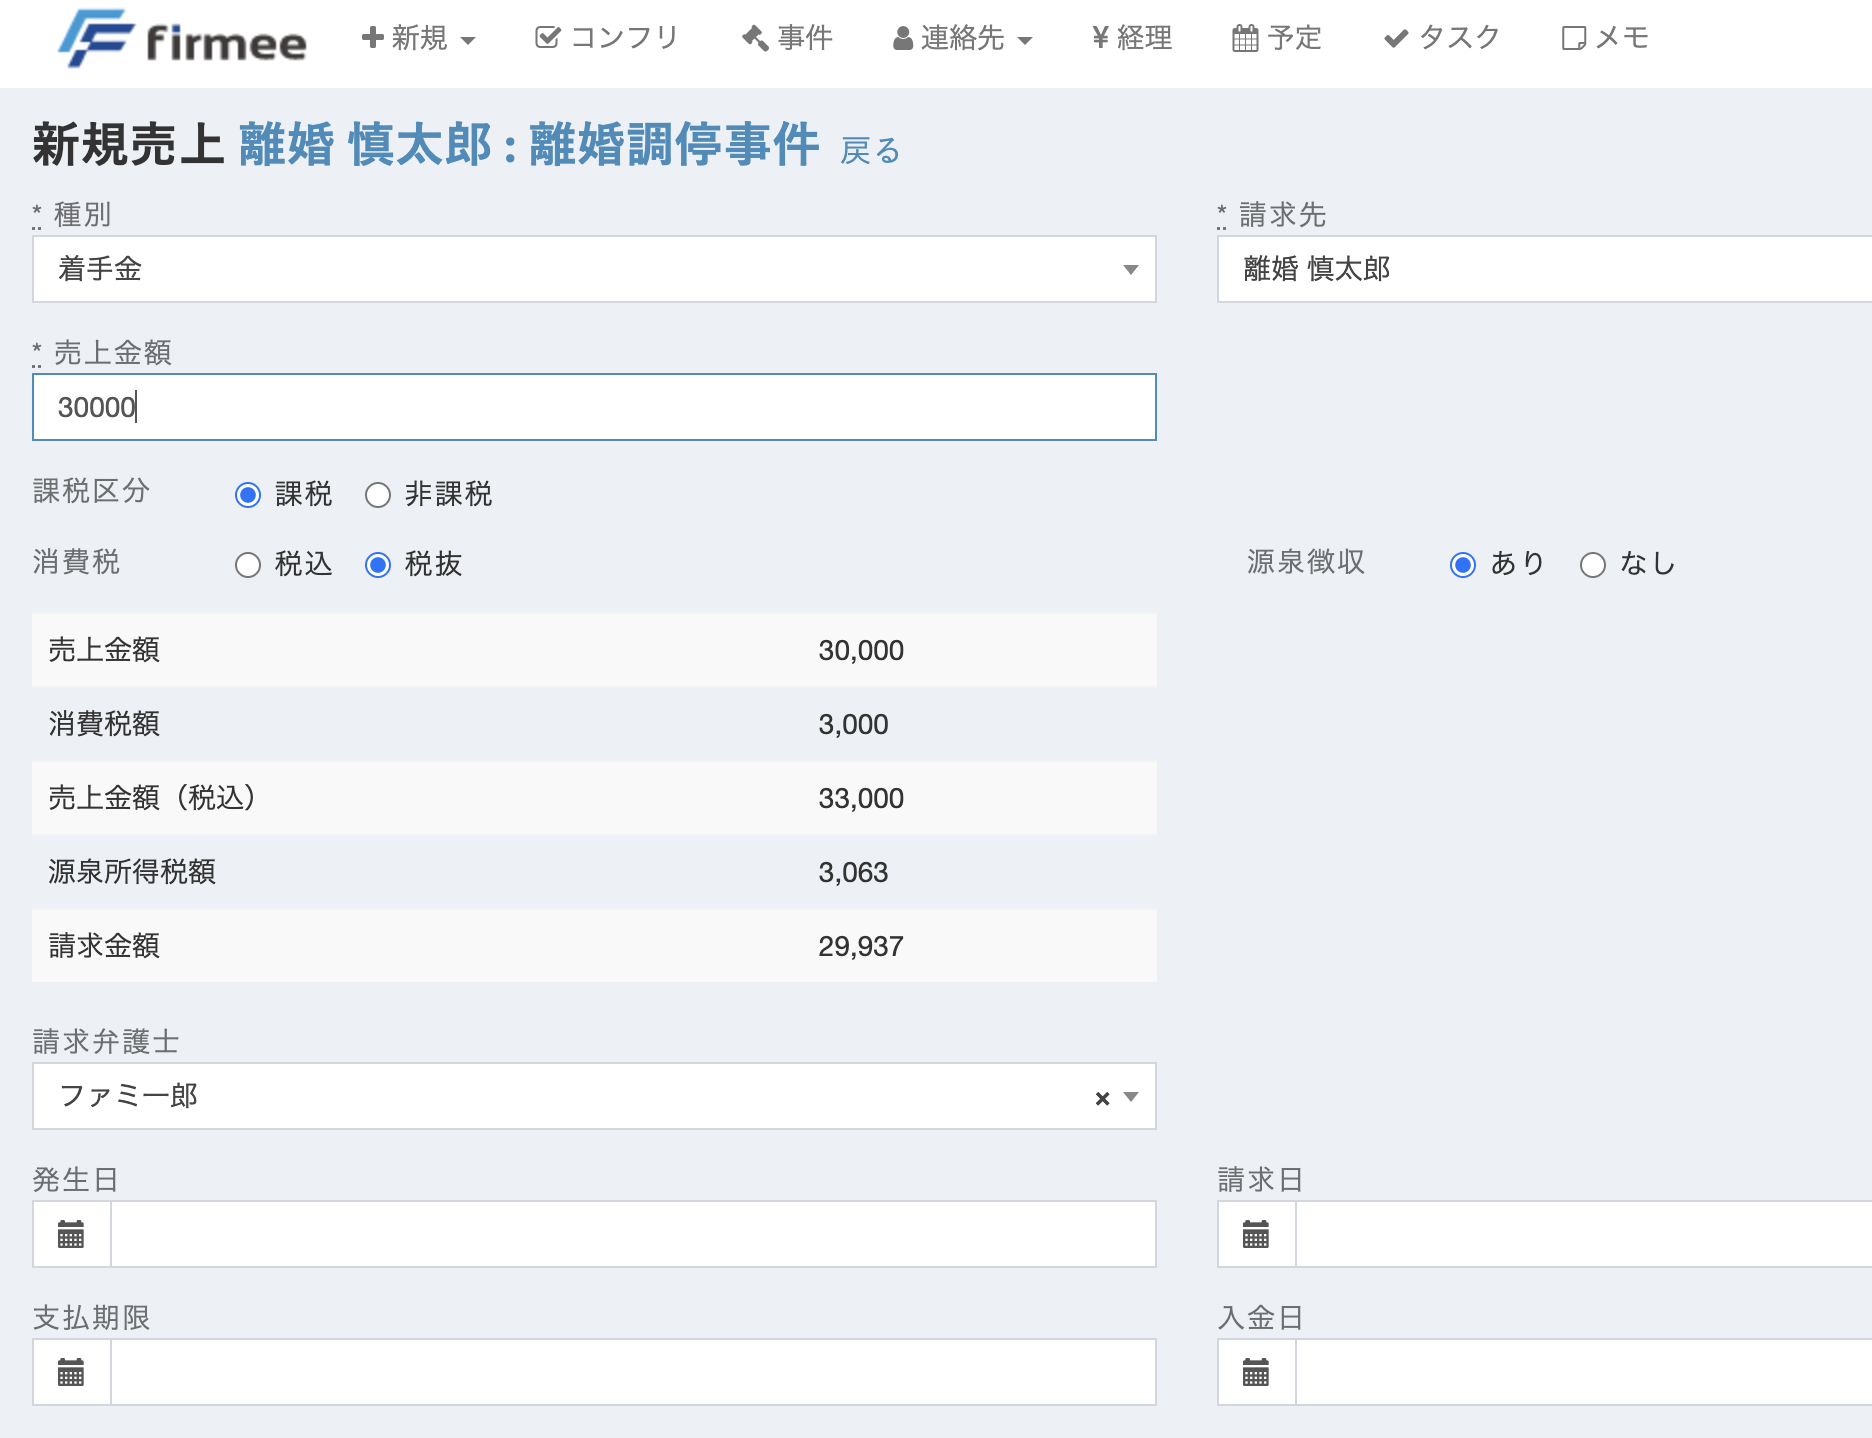 firmee 新規 コンフリ 事件 連絡先 ¥経理 予定 タスク メモ
新規売上 離婚 慎太郎 : 離婚調停事件 戻る
* 種別
着手金
* 請求先
離婚 慎太郎
* 売上金額
30000
課税区分 課税 非課税
消費税 税込 税抜
源泉徴収 あり なし
売上金額 30,000
消費税額 3,000
売上金額（税込） 33,000
源泉所得税額 3,063
請求金額 29,937
請求弁護士
ファミ一郎 ×
発生日
請求日
支払期限
入金日